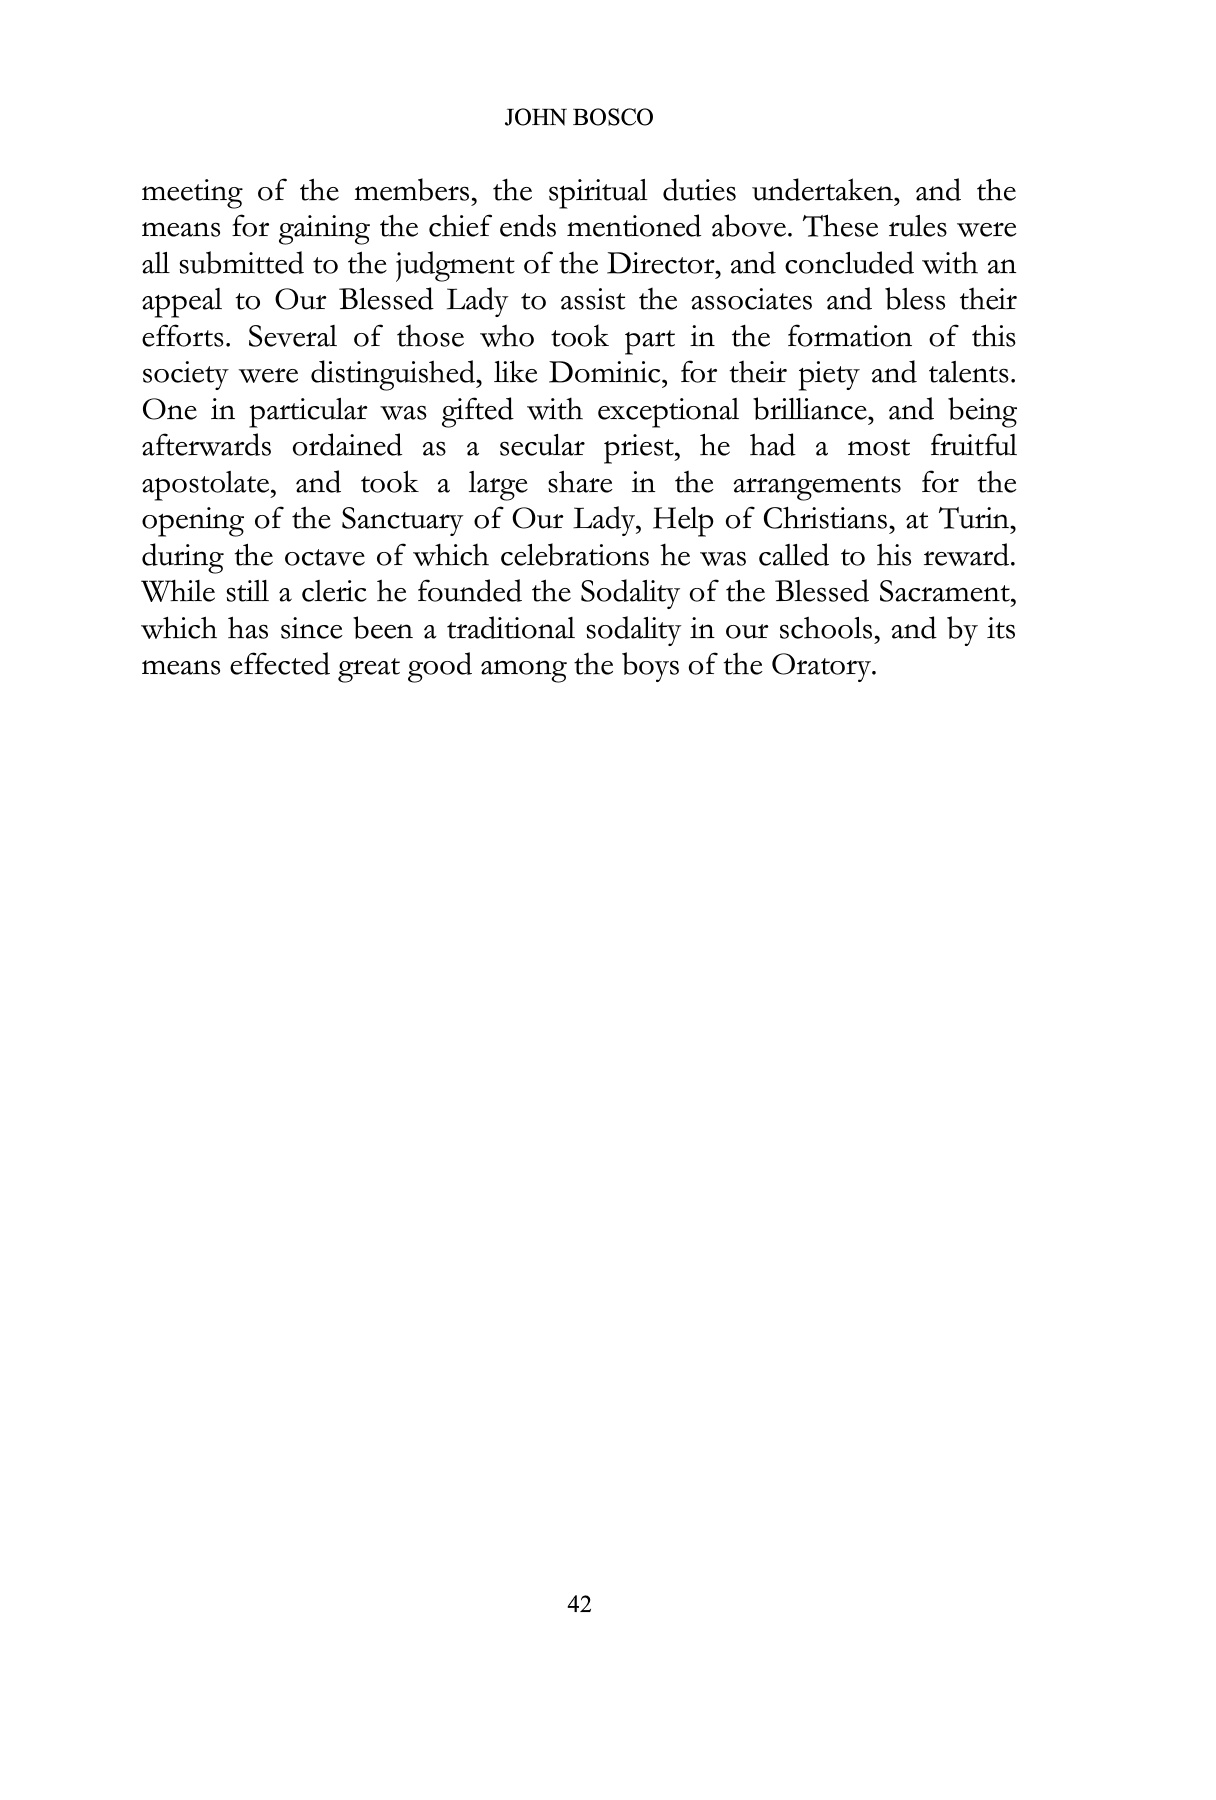 JOHN BOSCO
meeting of the members, the spiritual duties undertaken, and the
means for gaining the chief ends mentioned above. These rules were
all submitted to the judgment of the Director, and concluded with an
appeal to Our Blessed Lady to assist the associates and bless their
efforts. Several of those who took part in the formation of this
society were distinguished, like Dominic, for their piety and talents.
One in particular was gifted with exceptional brilliance, and being
afterwards ordained as a secular priest, he had a most fruitful
apostolate, and took a large share in the arrangements for the
opening of the Sanctuary of Our Lady, Help of Christians, at Turin,
during the octave of which celebrations he was called to his reward.
While still a cleric he founded the Sodality of the Blessed Sacrament,
which has since been a traditional sodality in our schools, and by its
means effected great good among the boys of the Oratory.
42